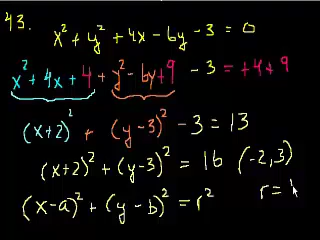 43.
x² + y² + 4x - 6y - 3 = 0
x² + 4x + 4 + y² - 6y + 9 - 3 = +4 + 9
(x+2)² + (y-3)² - 3 = 13
(x+2)² + (y-3)² = 16 (-2,3)
(x-a)² + (y-b)² = r² r =